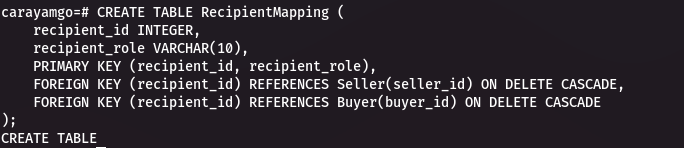 carayamgo=# CREATE TABLE RecipientMapping (
    recipient_id INTEGER,
    recipient_role VARCHAR(10),
    PRIMARY KEY (recipient_id, recipient_role),
    FOREIGN KEY (recipient_id) REFERENCES Seller(seller_id) ON DELETE CASCADE,
    FOREIGN KEY (recipient_id) REFERENCES Buyer(buyer_id) ON DELETE CASCADE
);
CREATE TABLE